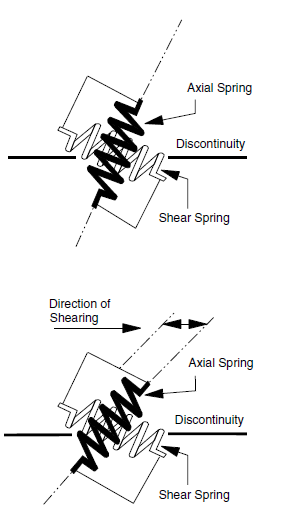 Axial Spring
Discontinuity
Shear Spring
Direction of
Shearing
Axial Spring
Discontinuity
Shear Spring